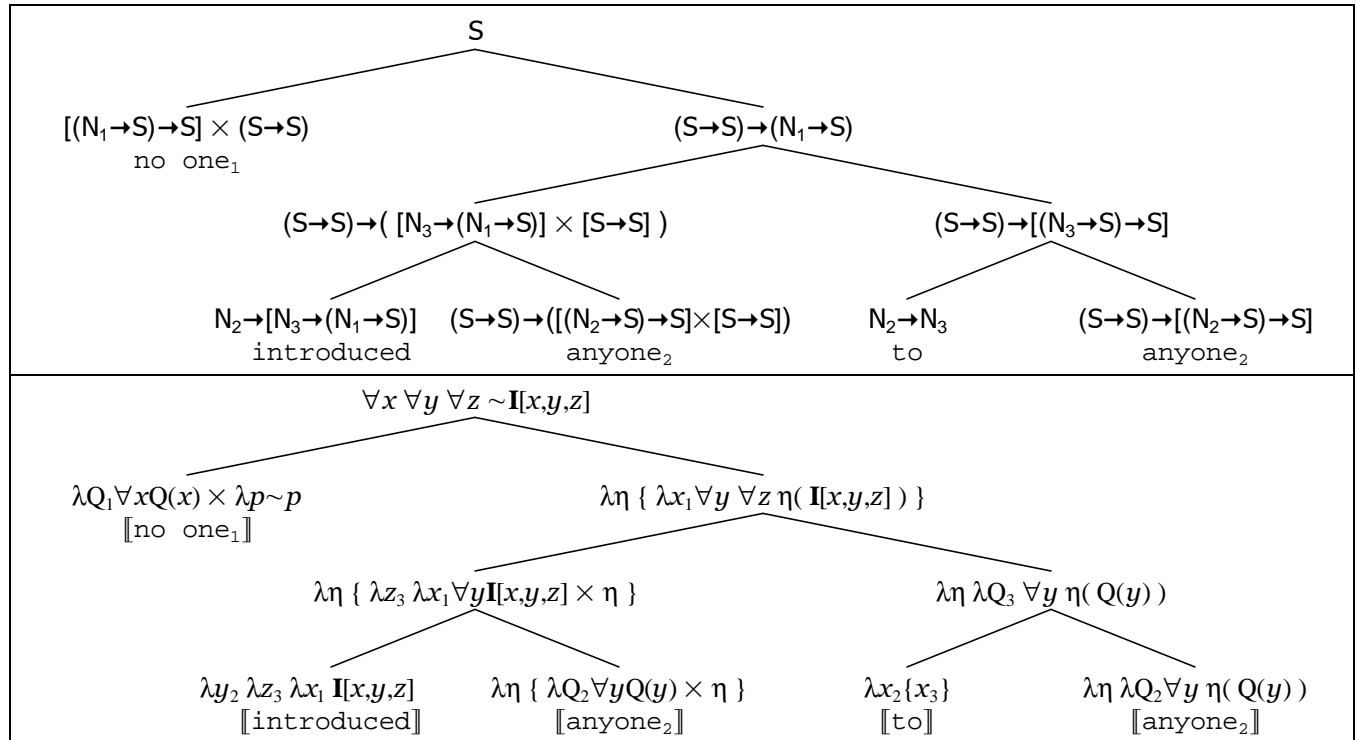 S
[(N₁→S)→S] × (S→S) (S→S)→(N₁→S)
no one₁
(S→S)→( [N₃→(N₁→S)] × [S→S] ) (S→S)→[(N₃→S)→S]
N₂→[N₃→(N₁→S)] (S→S)→([(N₂→S)→S]×[S→S]) N₂→N₃ (S→S)→[(N₂→S)→S]
introduced anyone₂ to anyone₂
∀x ∀y ∀z ~I[x,y,z]
λQ₁∀xQ(x) × λp~p λη { λx₁∀y ∀z η( I[x,y,z] ) }
⟦no one₁⟧
λη { λz₃ λx₁∀yI[x,y,z] × η } λη λQ₃ ∀y η( Q(y) )
λy₂ λz₃ λx₁ I[x,y,z] λη { λQ₂∀yQ(y) × η } λx₂{x₃} λη λQ₂∀y η( Q(y) )
⟦introduced⟧ ⟦anyone₂⟧ ⟦to⟧ ⟦anyone₂⟧